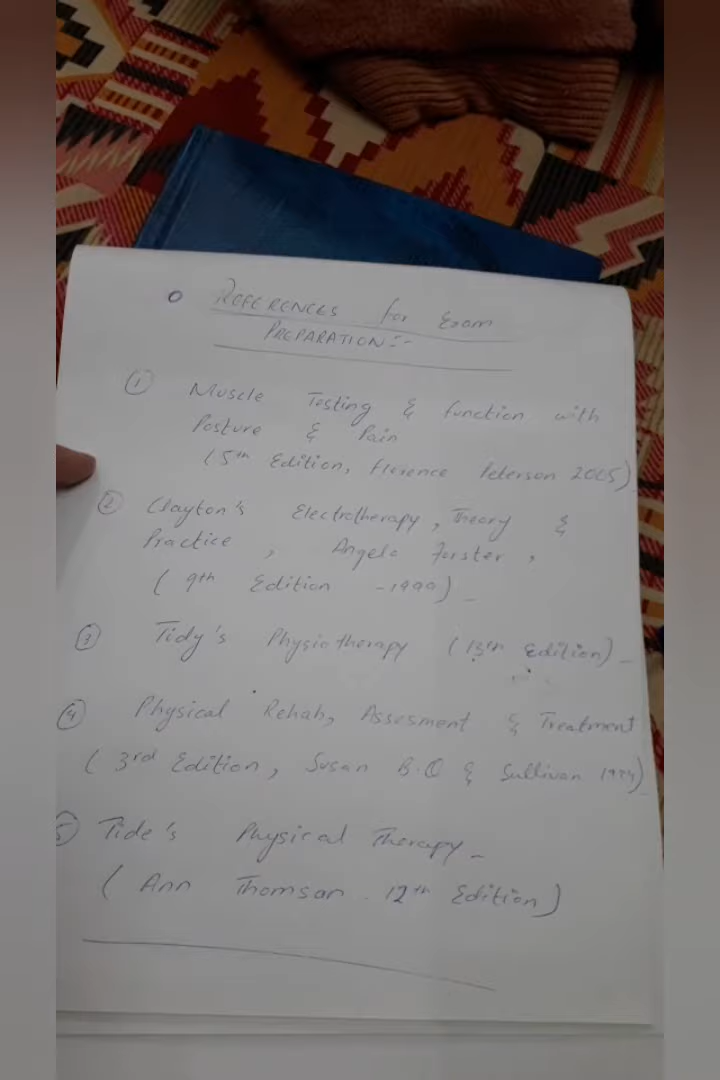 o REFERENCES for Exam
PREPARATION:-
① Muscle Testing & function with
Posture & Pain
(5th Edition, Florence Peterson 2005)
② Clayton's Electrotherapy, Theory &
Practice, Angela Forster,
(9th Edition -1999)-
③ Tidy's Physiotherapy (13th Edition)-
④ Physical Rehab, Assesment & Treatment
(3rd Edition, Susan B.O & Sullivan 1994)
⑤ Tide's Physical Therapy-
(Ann Thomsan - 12th Edition)